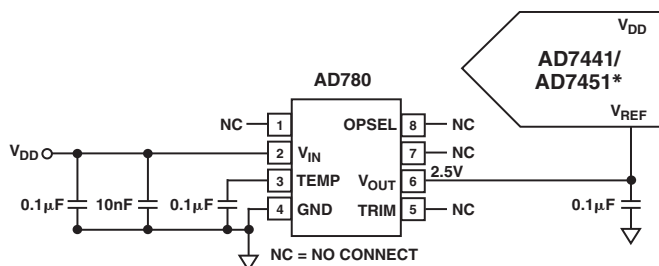 V_DD
AD7441/
AD7451*
V_REF
AD780
NC
1
OPSEL
8
NC
V_DD
2
V_IN
7
NC
3
TEMP
V_OUT
6
2.5V
0.1µF
10nF
0.1µF
4
GND
TRIM
5
NC
0.1µF
NC = NO CONNECT